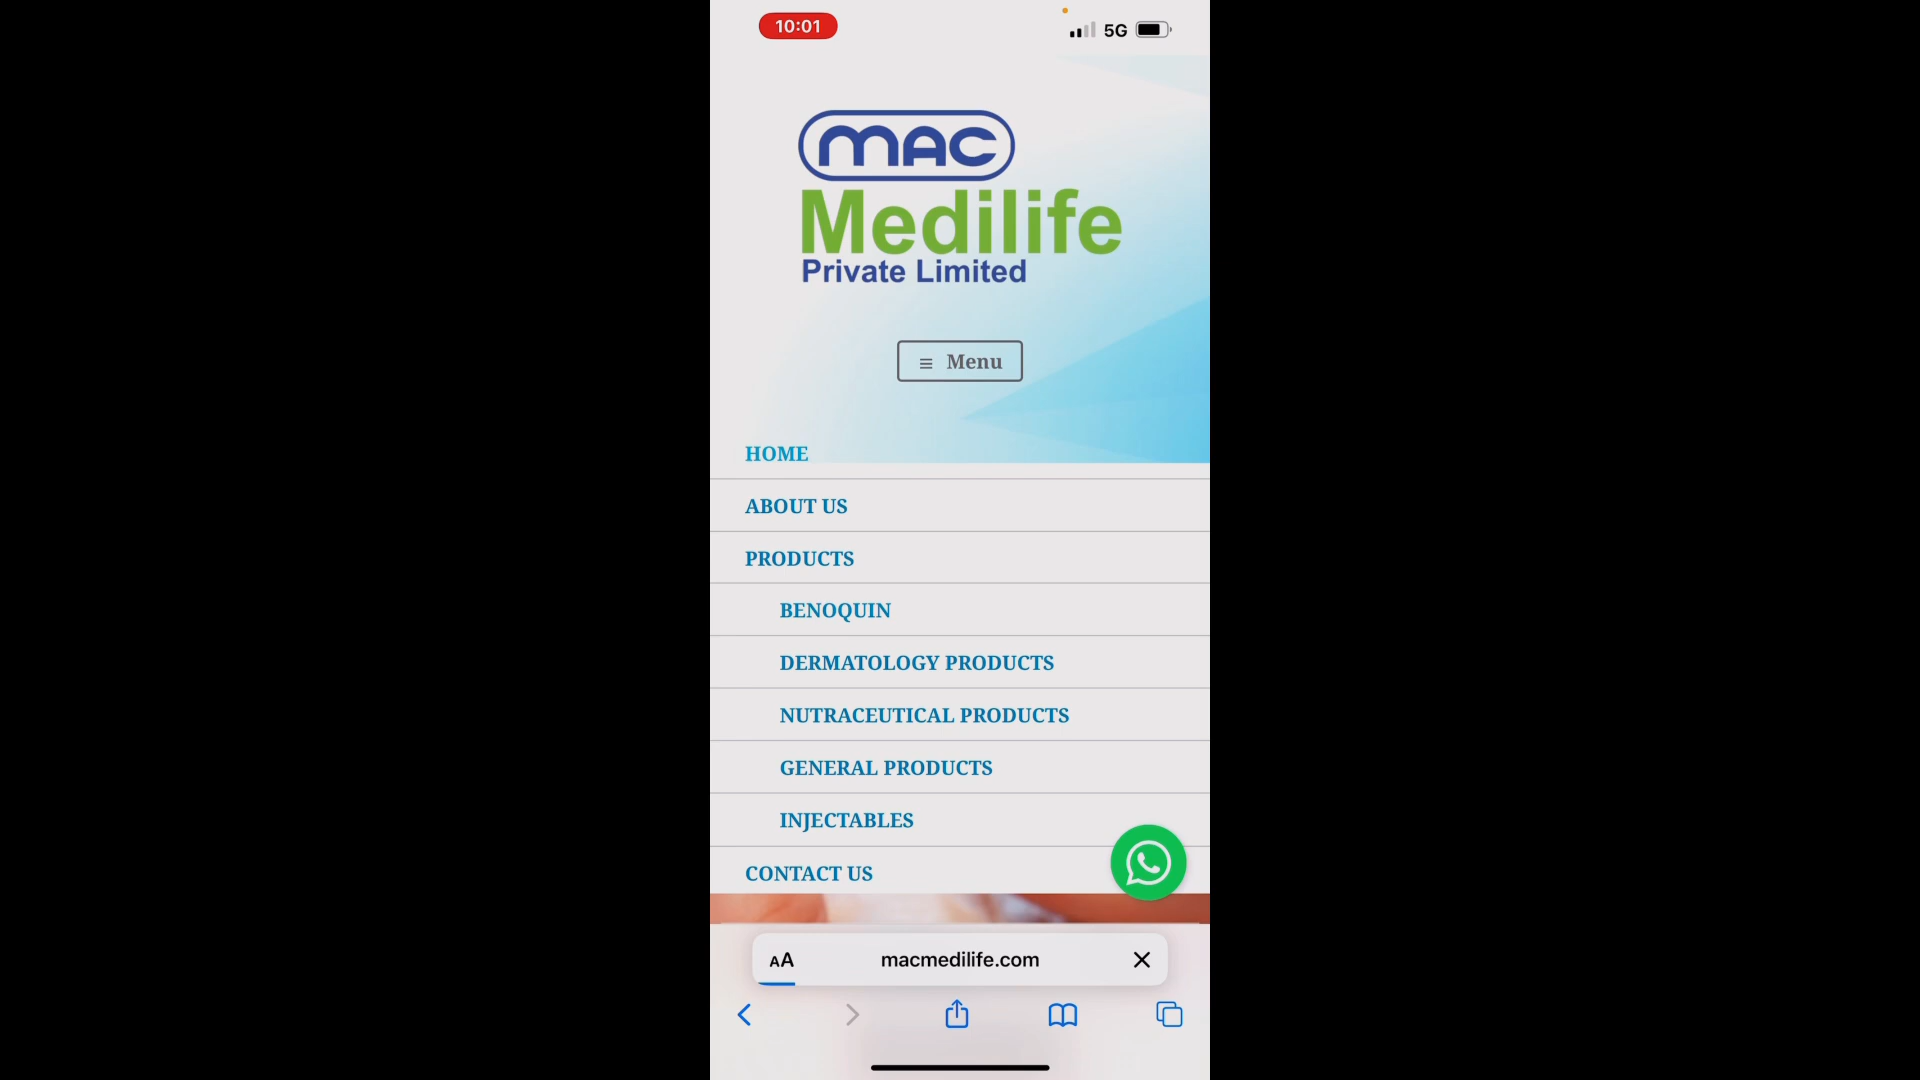 10:01
5G
mac
Medilife
Private Limited
Menu
HOME
ABOUT US
PRODUCTS
BENOQUIN
DERMATOLOGY PRODUCTS
NUTRACEUTICAL PRODUCTS
GENERAL PRODUCTS
INJECTABLES
CONTACT US
AA
macmedilife.com